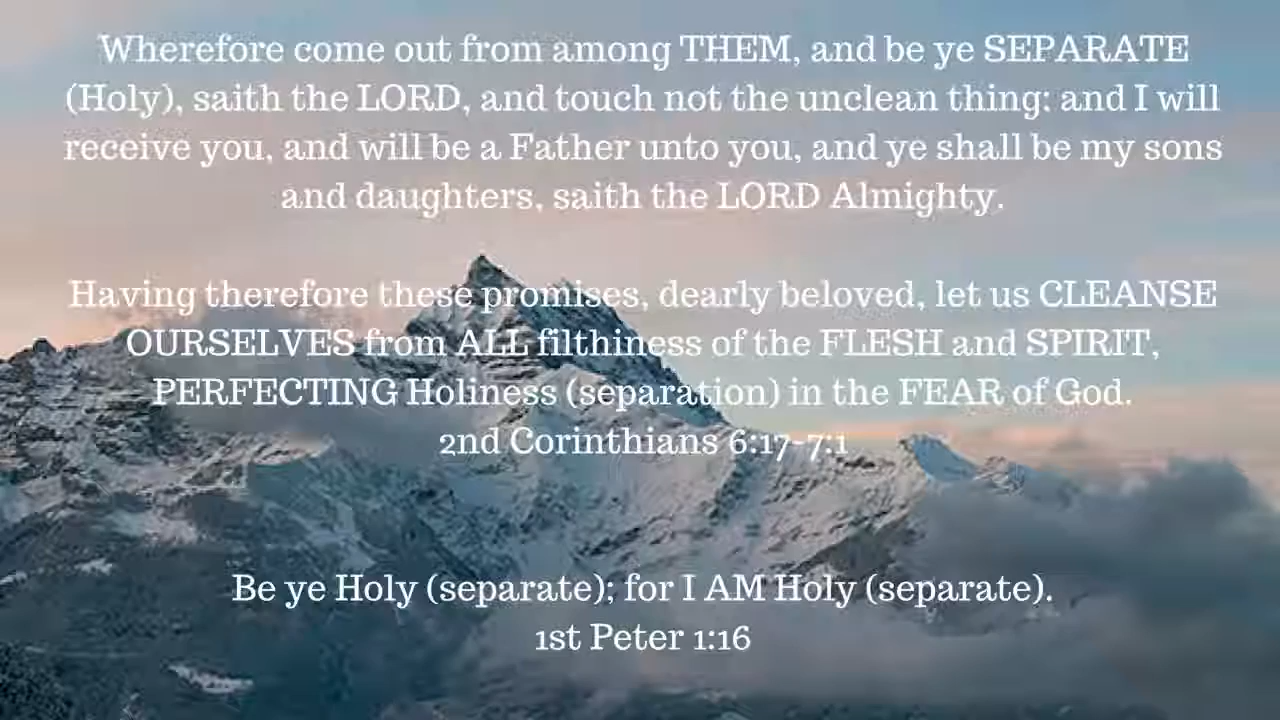 Wherefore come out from among THEM, and be ye SEPARATE
(Holy), saith the LORD, and touch not the unclean thing; and I will
receive you, and will be a Father unto you, and ye shall be my sons
and daughters, saith the LORD Almighty.
Having therefore these promises, dearly beloved, let us CLEANSE
OURSELVES from ALL filthiness of the FLESH and SPIRIT,
PERFECTING Holiness (separation) in the FEAR of God.
2nd Corinthians 6:17-7:1
Be ye Holy (separate); for I AM Holy (separate).
1st Peter 1:16